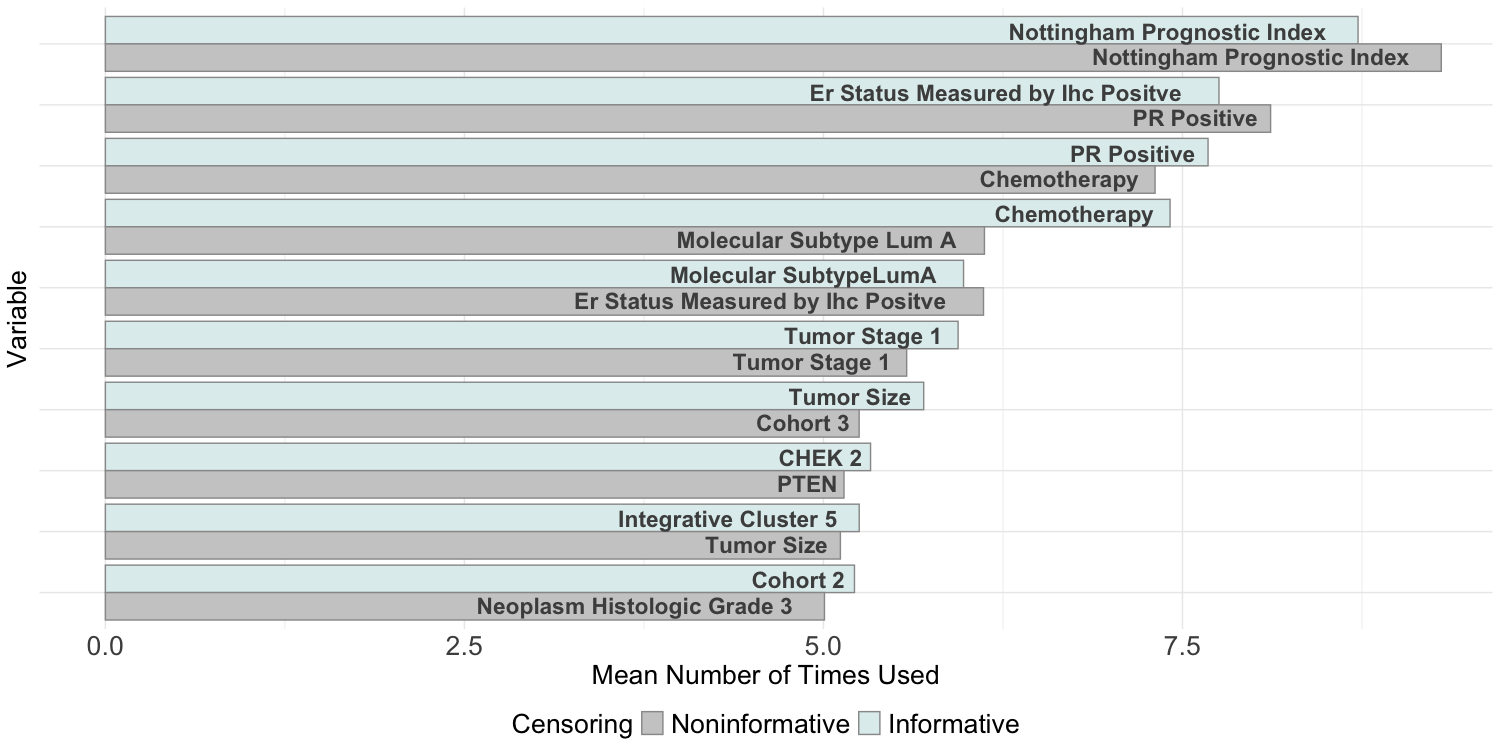 Nottingham Prognostic Index
Nottingham Prognostic Index
Er Status Measured by Ihc Positve
PR Positive
PR Positive
Chemotherapy
Chemotherapy
Molecular Subtype Lum A
Molecular SubtypeLumA
Er Status Measured by Ihc Positve
Tumor Stage 1
Tumor Stage 1
Tumor Size
Cohort 3
CHEK 2
PTEN
Integrative Cluster 5
Tumor Size
Cohort 2
Neoplasm Histologic Grade 3
Variable
0.0 2.5 5.0 7.5
Mean Number of Times Used
Censoring Noninformative Informative